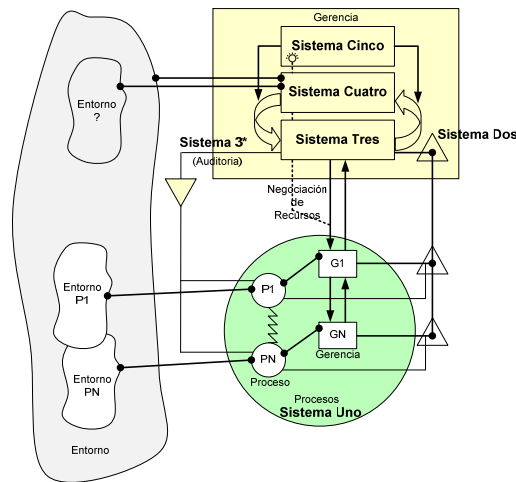 Gerencia
Sistema Cinco
Sistema Cuatro
Entorno
?
Sistema Tres
Sistema Dos
Sistema 3*
(Auditoria)
Negociación
de
Recursos
G1
Entorno
P1
P1
GN
Gerencia
PN
Proceso
Entorno
PN
Procesos
Sistema Uno
Entorno